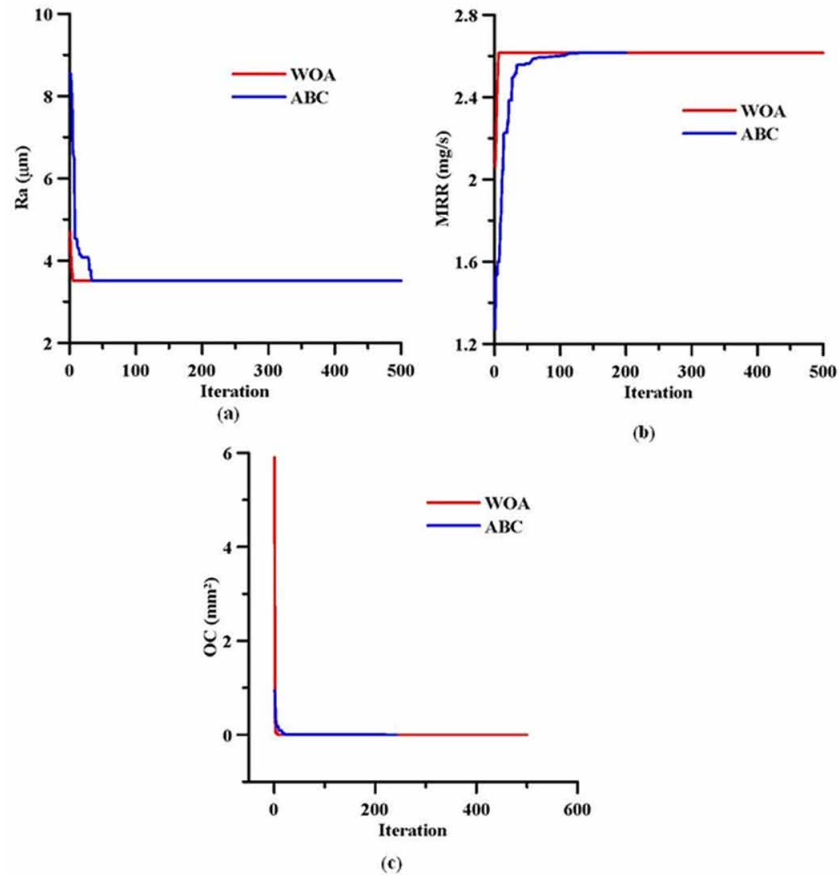 10
8
6
4
2
Ra (μm)
WOA
ABC
0 100 200 300 400 500
Iteration
(a)
2.8
2.4
2
1.6
1.2
MRR (mg/s)
WOA
ABC
0 100 200 300 400 500
Iteration
(b)
6
4
2
0
OC (mm²)
WOA
ABC
0 200 400 600
Iteration
(c)